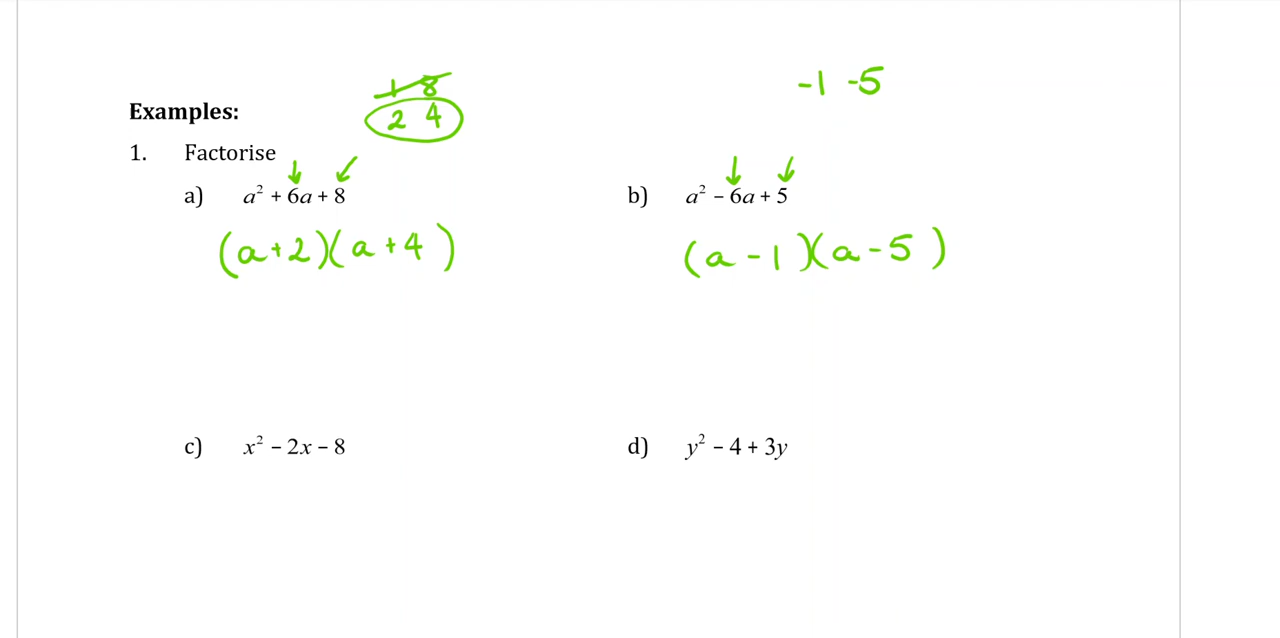 1 8
-1 -5
Examples:
2 4
1. Factorise
a) a² + 6a + 8
b) a² – 6a + 5
(a+2)(a+4)
(a-1)(a-5)
c) x² – 2x – 8
d) y² – 4 + 3y